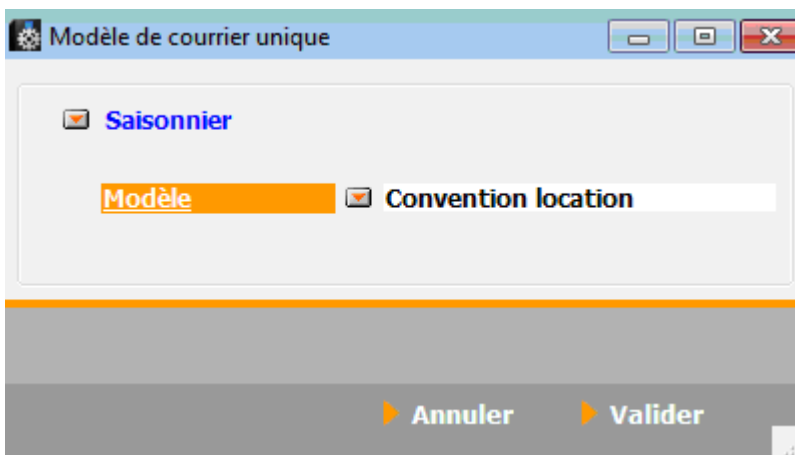 Modèle de courrier unique
Saisonnier
Modèle Convention location
Annuler Valider